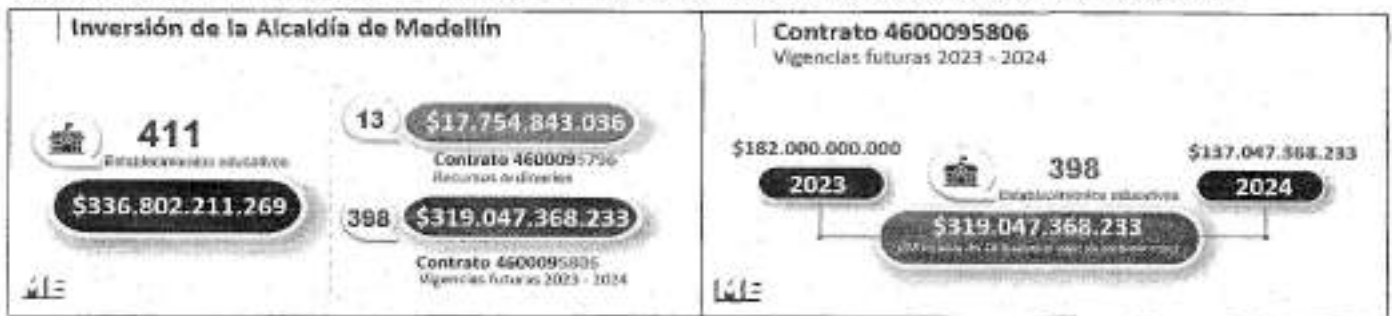 Inversión de la Alcaldía de Medellín
411
Establecimientos educativos
$336.802.211.269
13
$17.754.843.036
Contrato 4600095796
Recursos ordinarios
398
$319.047.368.233
Contrato 4600095806
Vigencias futuras 2023 - 2024
Contrato 4600095806
Vigencias futuras 2023 - 2024
$182.000.000.000
2023
398
Establecimientos educativos
$319.047.368.233
$137.047.368.233
2024